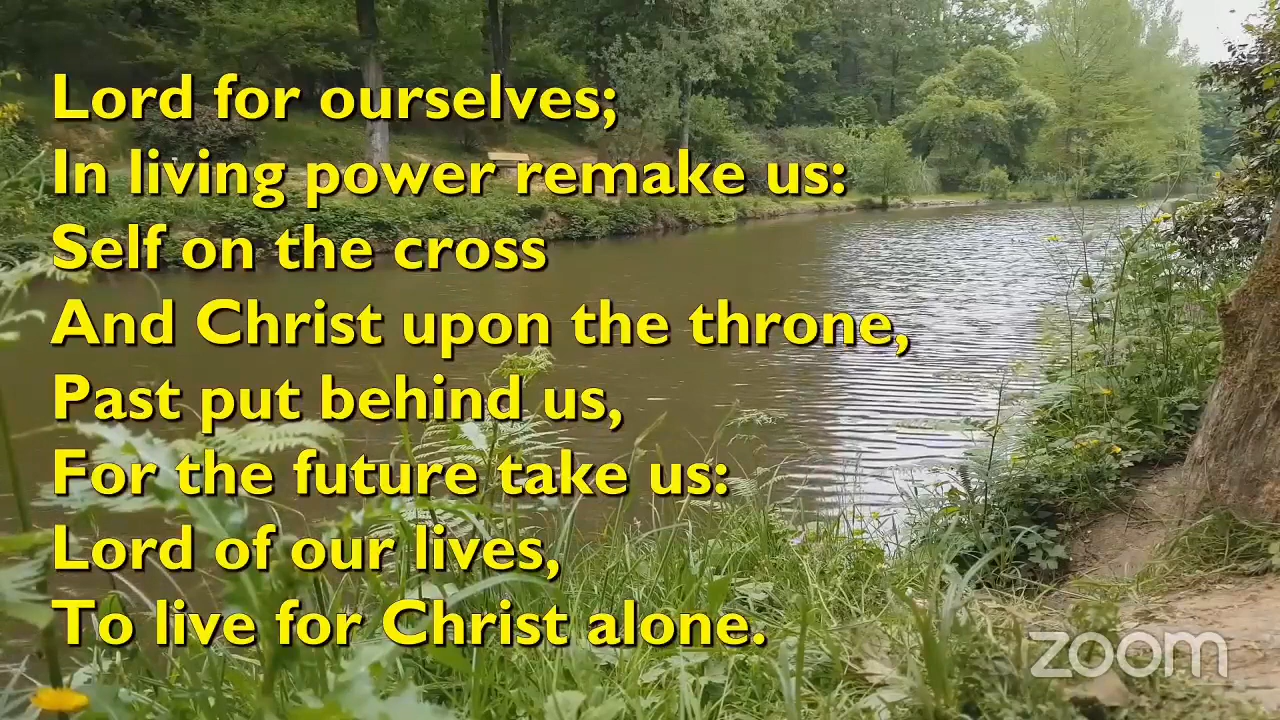 Lord for ourselves;
In living power remake us:
Self on the cross
And Christ upon the throne,
Past put behind us,
For the future take us:
Lord of our lives,
To live for Christ alone.
zoom